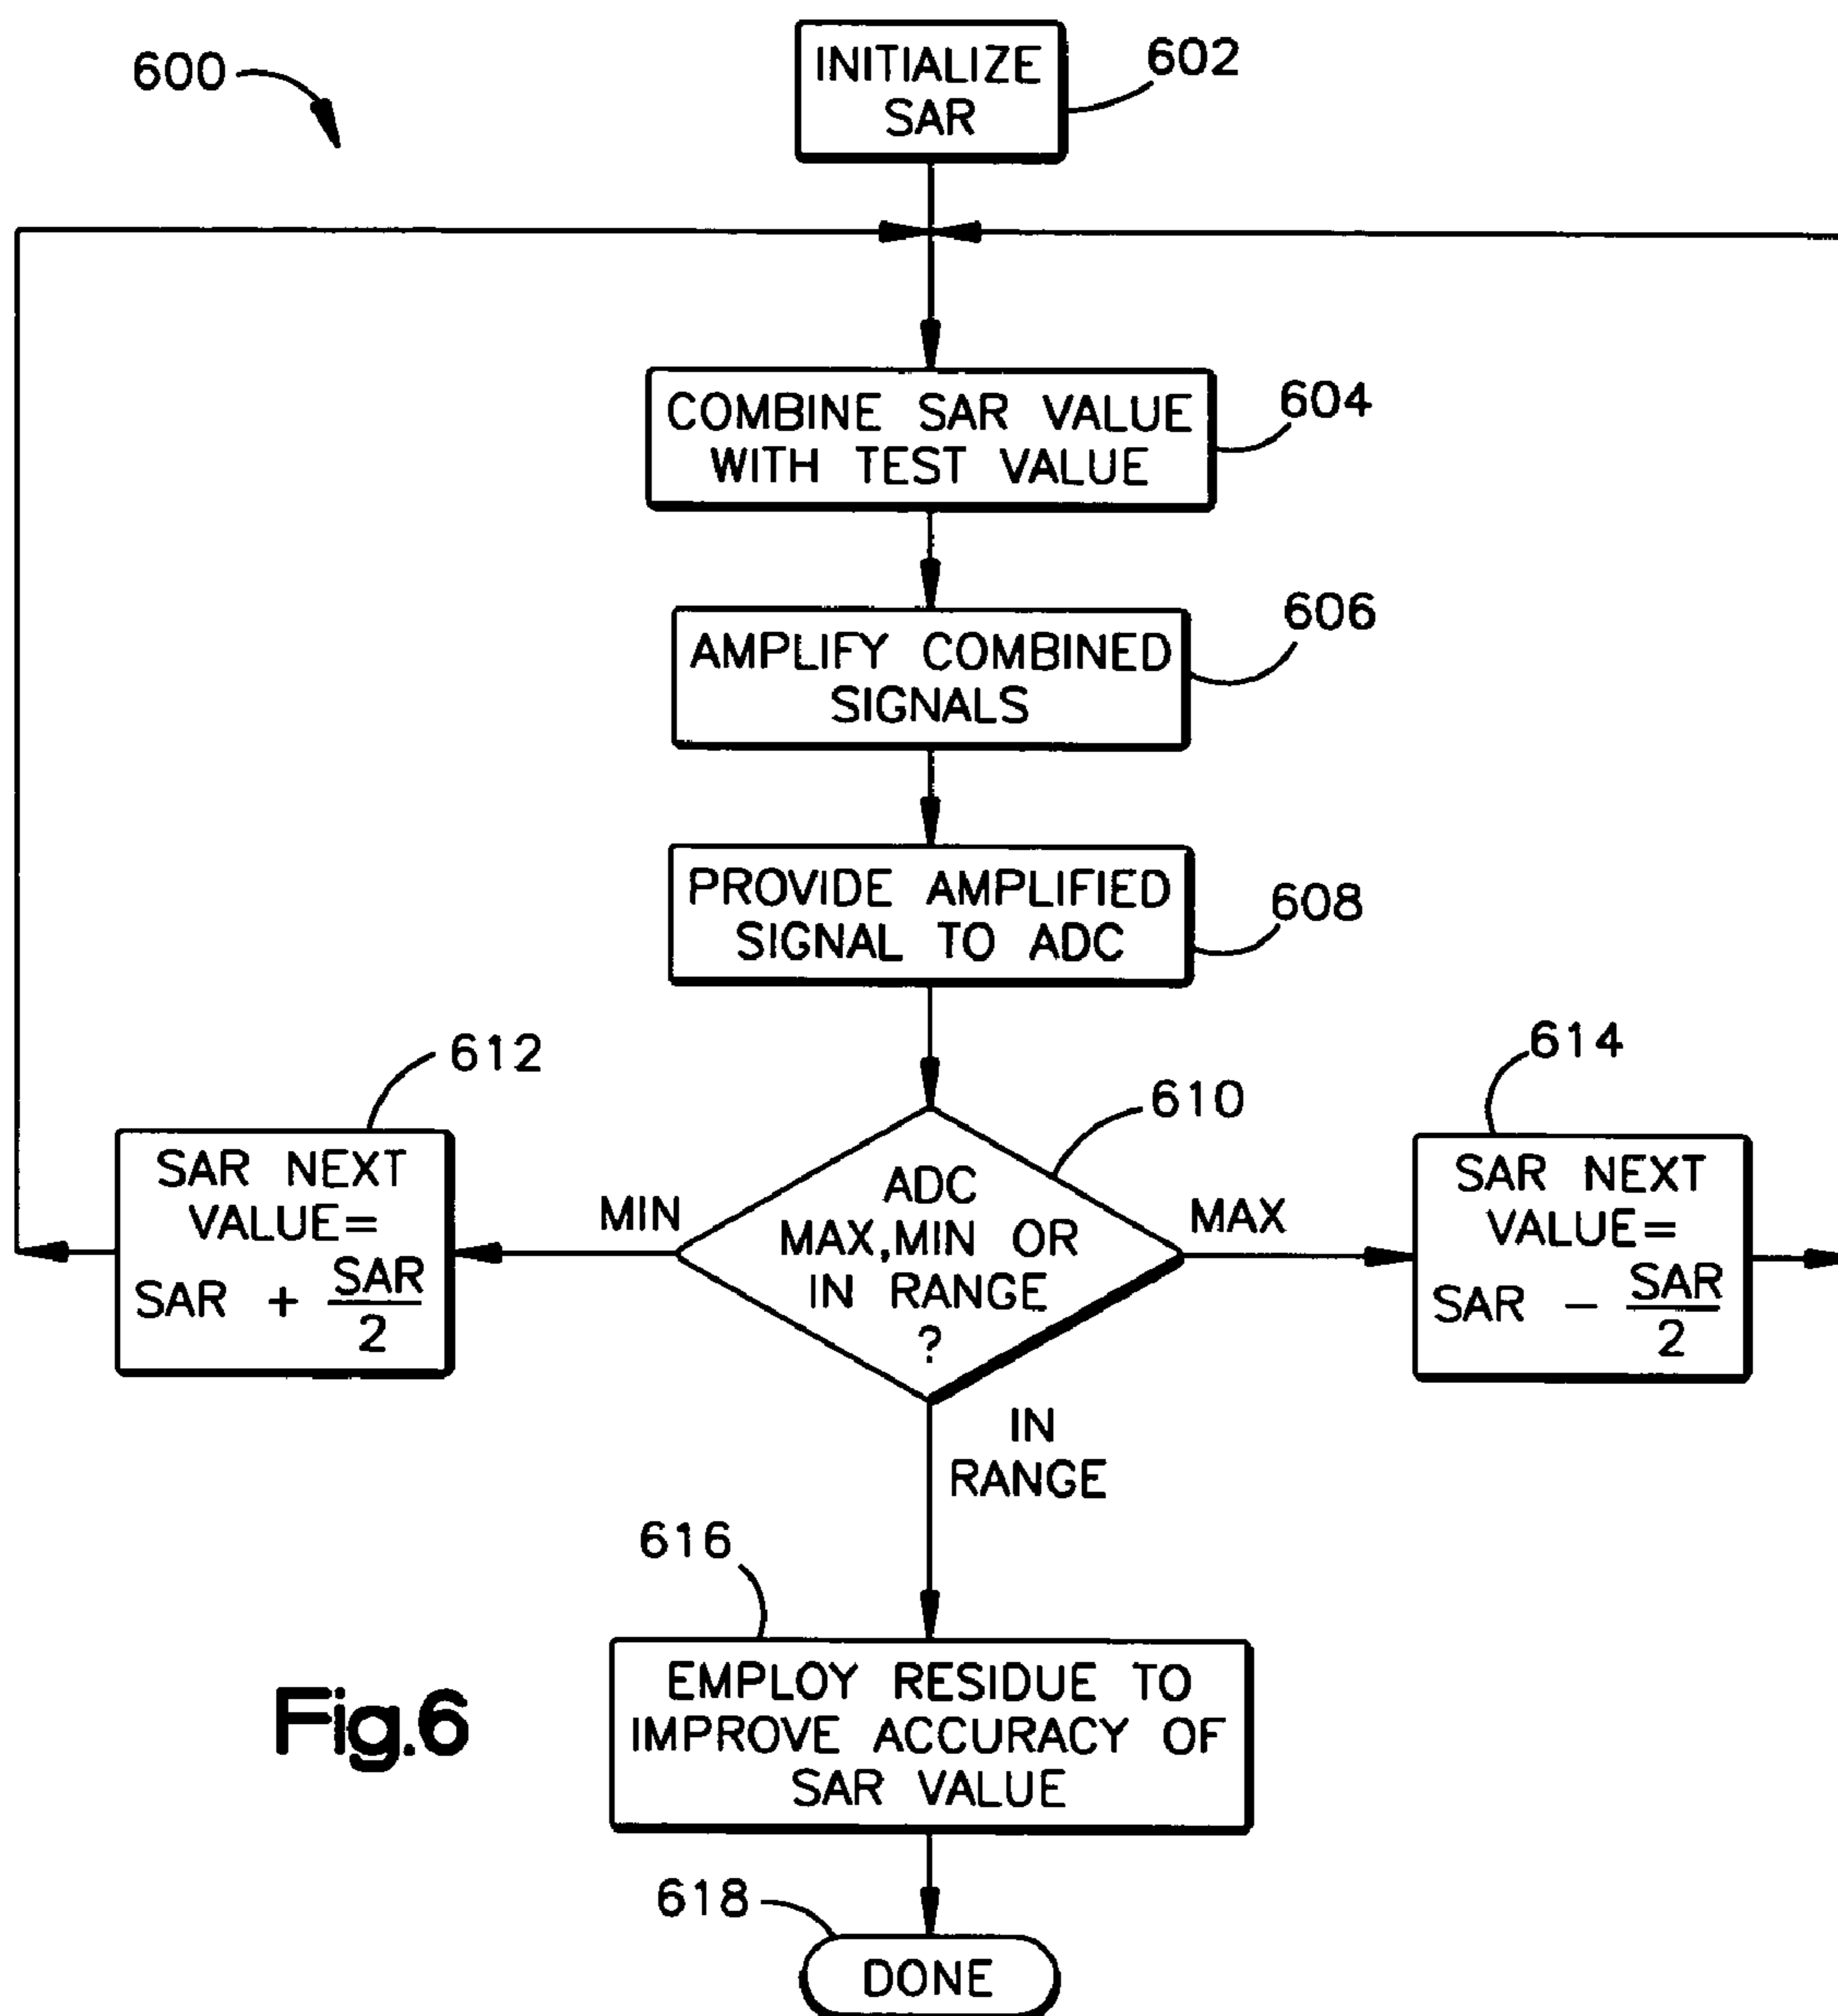 600
INITIALIZE
SAR
602
COMBINE SAR VALUE
WITH TEST VALUE
604
AMPLIFY COMBINED
SIGNALS
606
PROVIDE AMPLIFIED
SIGNAL TO ADC
608
612
SAR NEXT
VALUE=
SAR + SAR/2
MIN
610
ADC
MAX,MIN OR
IN RANGE
?
MAX
614
SAR NEXT
VALUE=
SAR - SAR/2
IN
RANGE
616
EMPLOY RESIDUE TO
IMPROVE ACCURACY OF
SAR VALUE
Fig.6
618
DONE